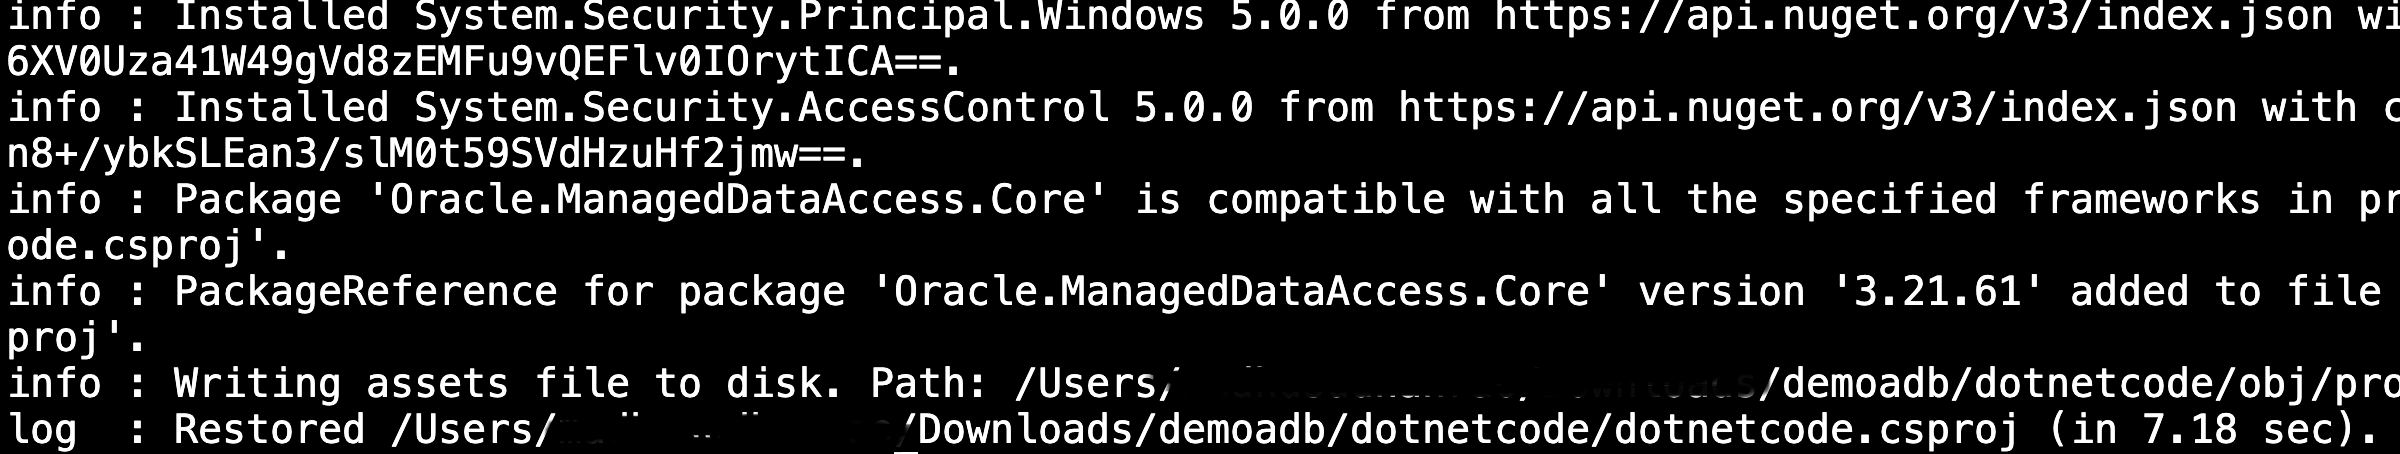 info : Installed System.Security.Principal.Windows 5.0.0 from https://api.nuget.org/v3/index.json wi
6XV0Uza41W49gVd8zEMFu9vQEFlv0IOrytICA==.
info : Installed System.Security.AccessControl 5.0.0 from https://api.nuget.org/v3/index.json with c
n8+/ybkSLEan3/slM0t59SVdHzuHf2jmw==.
info : Package 'Oracle.ManagedDataAccess.Core' is compatible with all the specified frameworks in pr
ode.csproj'.
info : PackageReference for package 'Oracle.ManagedDataAccess.Core' version '3.21.61' added to file
proj'.
info : Writing assets file to disk. Path: /Users/ /demoadb/dotnetcode/obj/pro
log  : Restored /Users/ /Downloads/demoadb/dotnetcode/dotnetcode.csproj (in 7.18 sec).